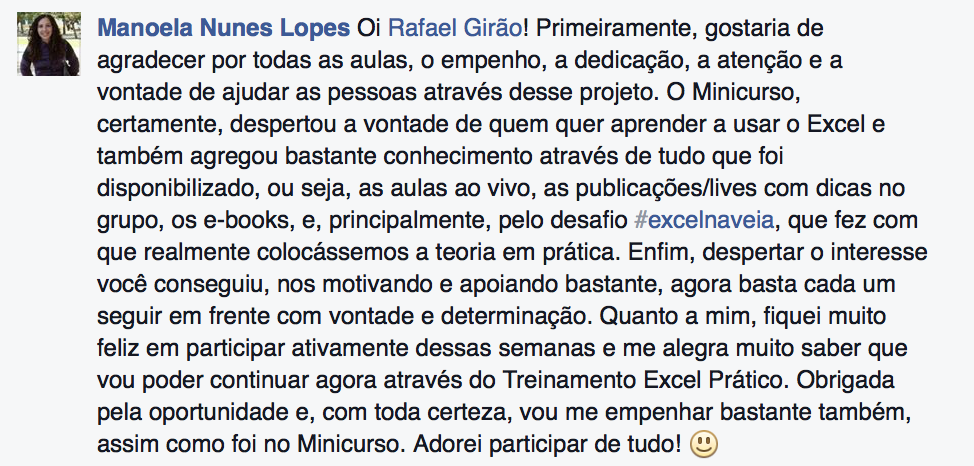 Manoela Nunes Lopes Oi Rafael Girão! Primeiramente, gostaria de
agradecer por todas as aulas, o empenho, a dedicação, a atenção e a
vontade de ajudar as pessoas através desse projeto. O Minicurso,
certamente, despertou a vontade de quem quer aprender a usar o Excel e
também agregou bastante conhecimento através de tudo que foi
disponibilizado, ou seja, as aulas ao vivo, as publicações/lives com dicas no
grupo, os e-books, e, principalmente, pelo desafio #excelnaveia, que fez com
que realmente colocássemos a teoria em prática. Enfim, despertar o interesse
você conseguiu, nos motivando e apoiando bastante, agora basta cada um
seguir em frente com vontade e determinação. Quanto a mim, fiquei muito
feliz em participar ativamente dessas semanas e me alegra muito saber que
vou poder continuar agora através do Treinamento Excel Prático. Obrigada
pela oportunidade e, com toda certeza, vou me empenhar bastante também,
assim como foi no Minicurso. Adorei participar de tudo! 🙂